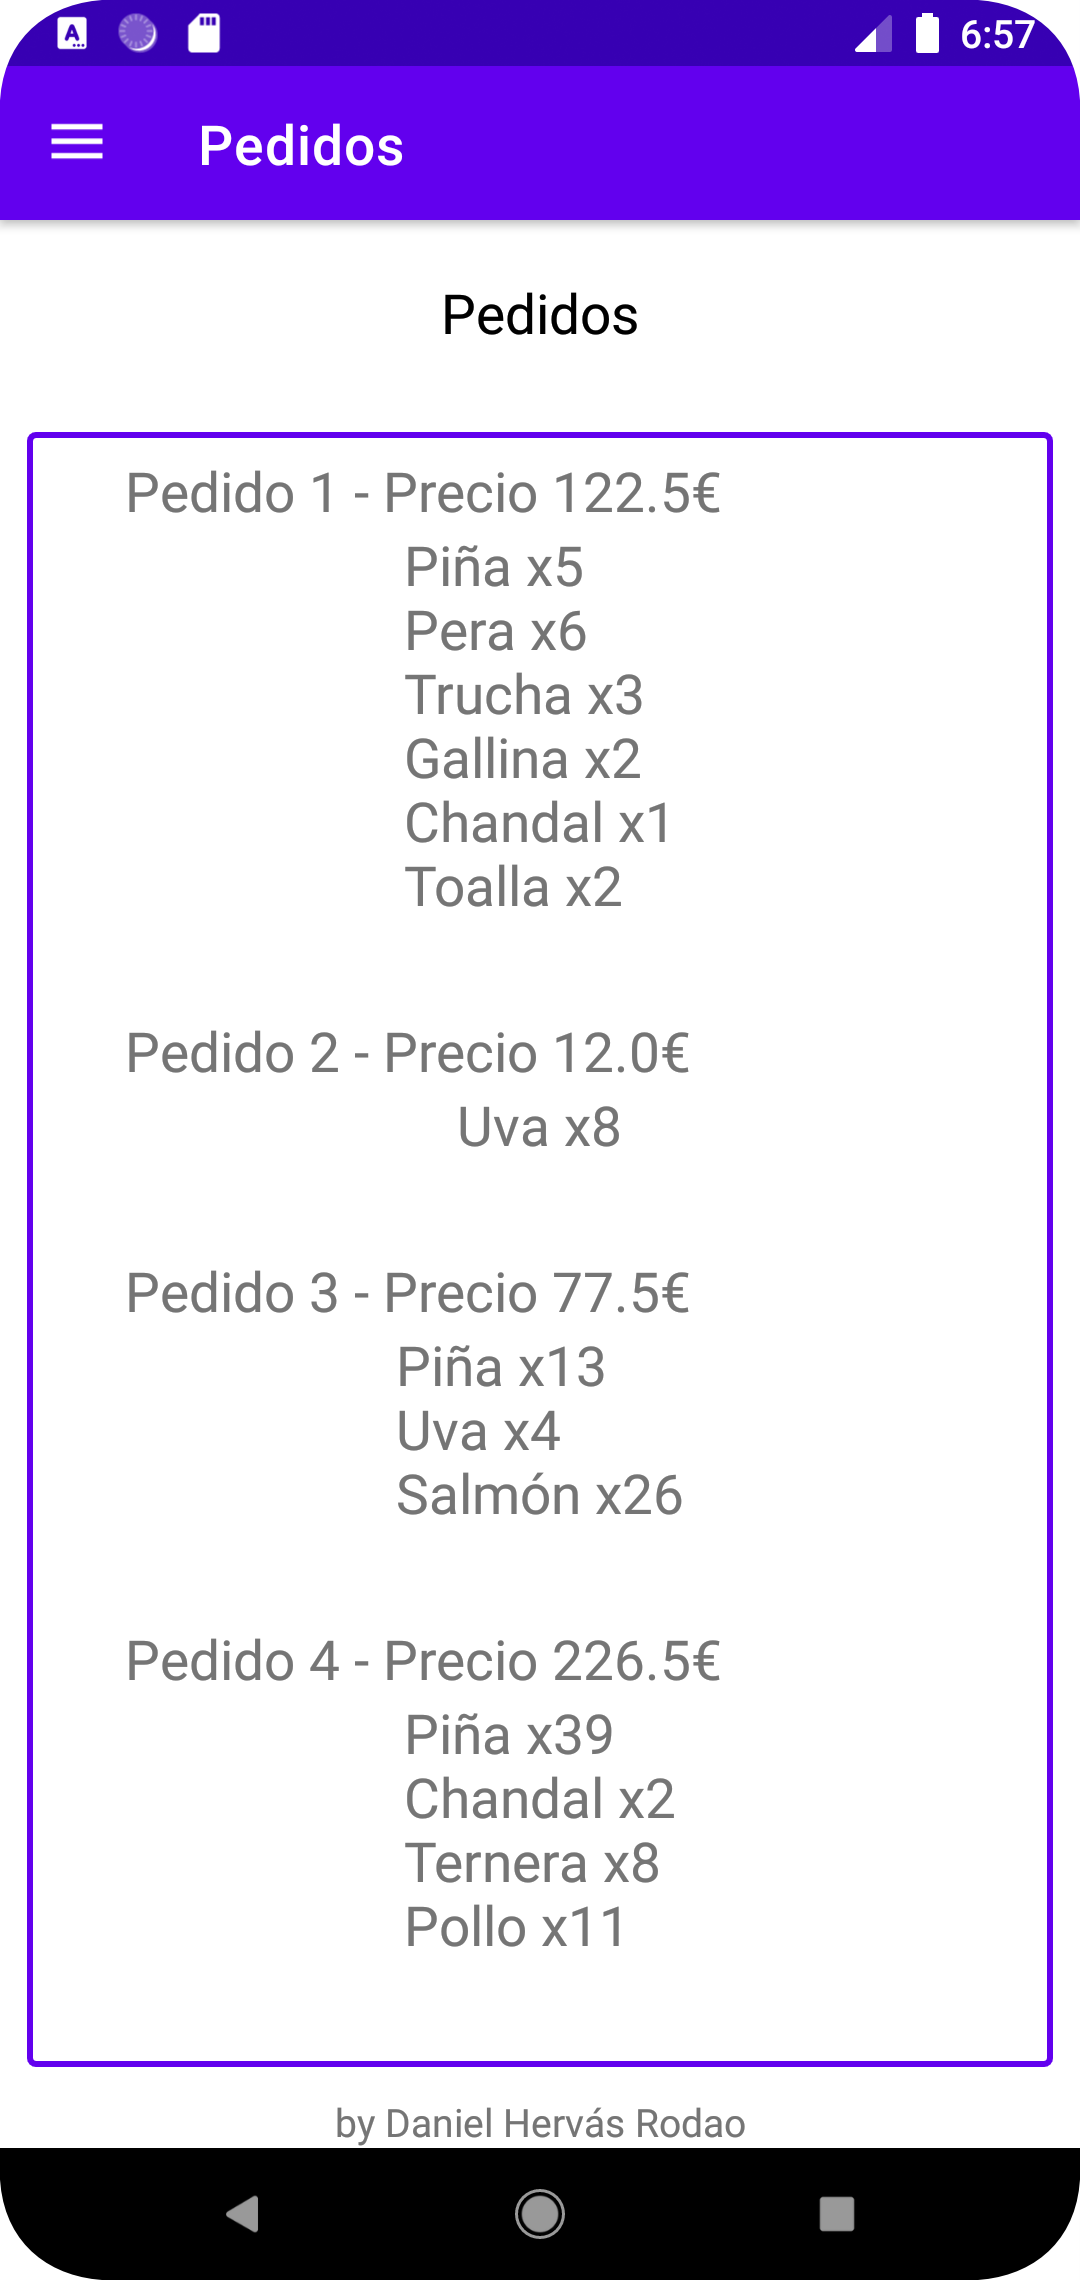 6:57
Pedidos
Pedidos
Pedido 1 - Precio 122.5€
Piña x5
Pera x6
Trucha x3
Gallina x2
Chandal x1
Toalla x2
Pedido 2 - Precio 12.0€
Uva x8
Pedido 3 - Precio 77.5€
Piña x13
Uva x4
Salmón x26
Pedido 4 - Precio 226.5€
Piña x39
Chandal x2
Ternera x8
Pollo x11
by Daniel Hervás Rodao